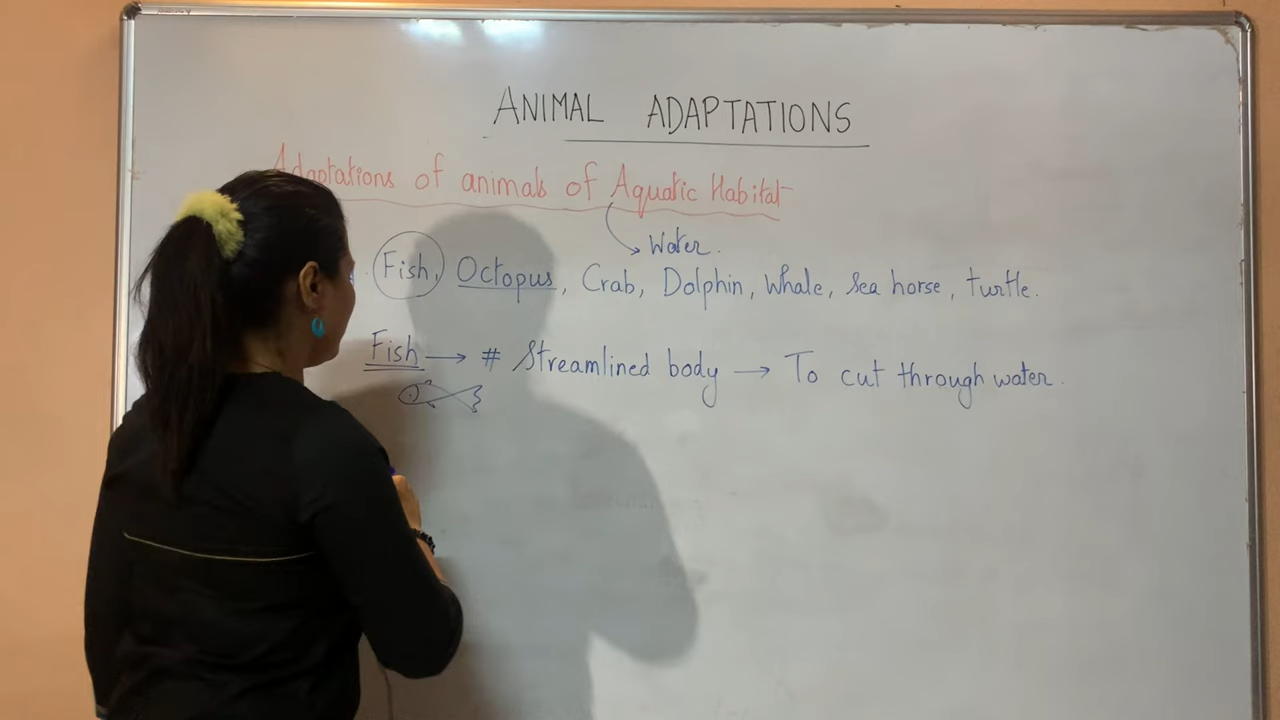 ANIMAL ADAPTATIONS
Adaptations of animals of Aquatic Habitat
Water.
Fish, Octopus, Crab, Dolphin, Whale, Sea horse, turtle.
Fish → # Streamlined body → To cut through water.